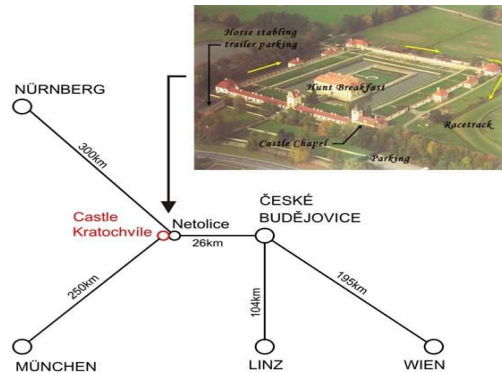 Horse stabling
trailer parking
Hunt Breakfast
Racetrack
Castle Chapel
Parking
NÜRNBERG
300km
ČESKÉ
BUDĚJOVICE
Castle
Kratochvíle
Netolice
26km
250km
104km
195km
MÜNCHEN
LINZ
WIEN